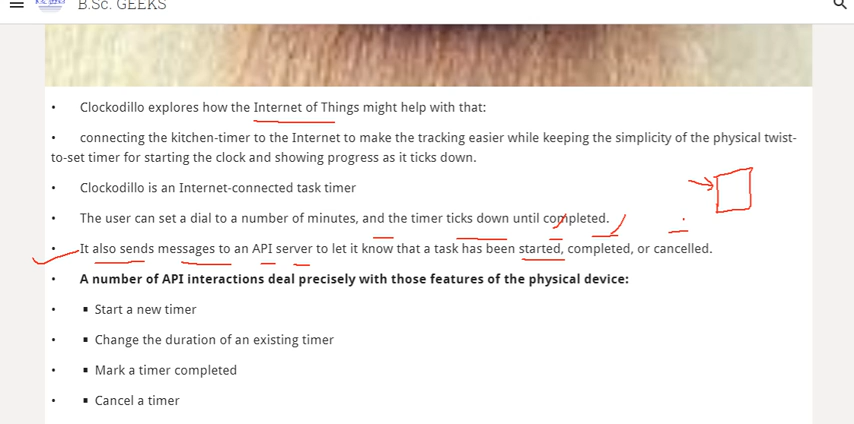 B.Sc. GEEKS
• Clockodillo explores how the Internet of Things might help with that:
• connecting the kitchen-timer to the Internet to make the tracking easier while keeping the simplicity of the physical twist-
to-set timer for starting the clock and showing progress as it ticks down.
• Clockodillo is an Internet-connected task timer
• The user can set a dial to a number of minutes, and the timer ticks down until completed.
• It also sends messages to an API server to let it know that a task has been started, completed, or cancelled.
• A number of API interactions deal precisely with those features of the physical device:
• ▪ Start a new timer
• ▪ Change the duration of an existing timer
• ▪ Mark a timer completed
• ▪ Cancel a timer